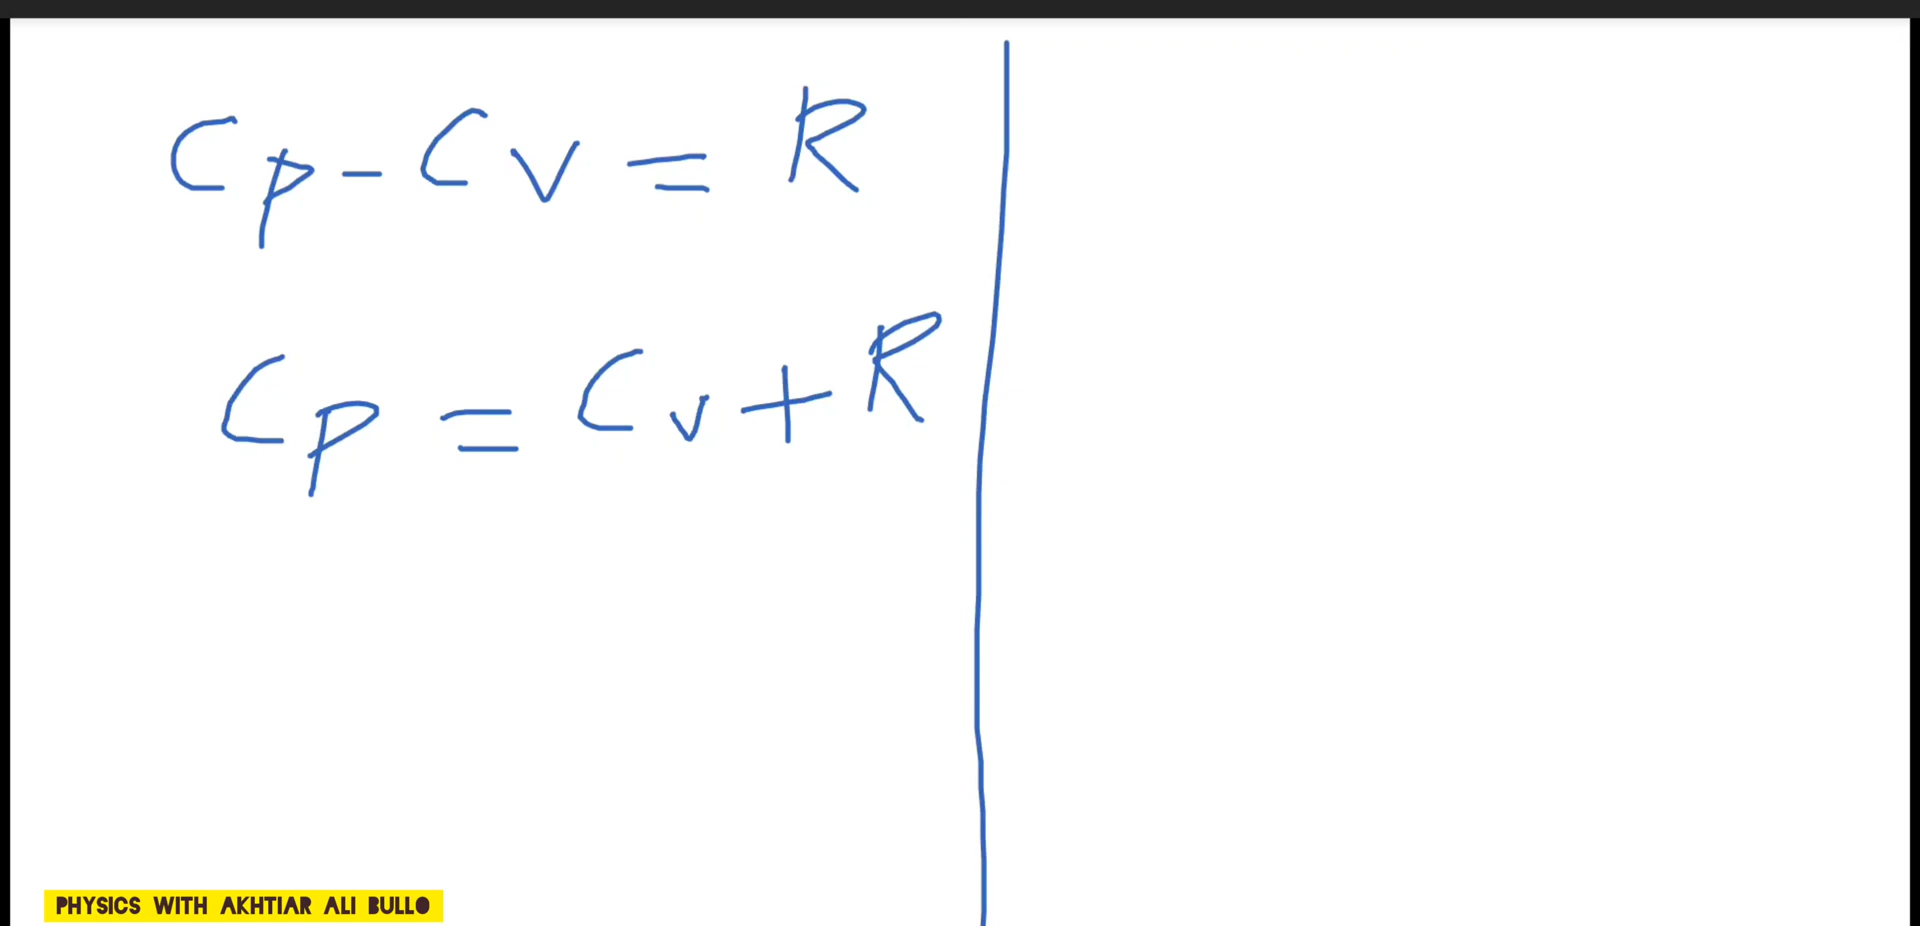 Cp - Cv = R
Cp = Cv + R
PHYSICS WITH AKHTIAR ALI BULLO